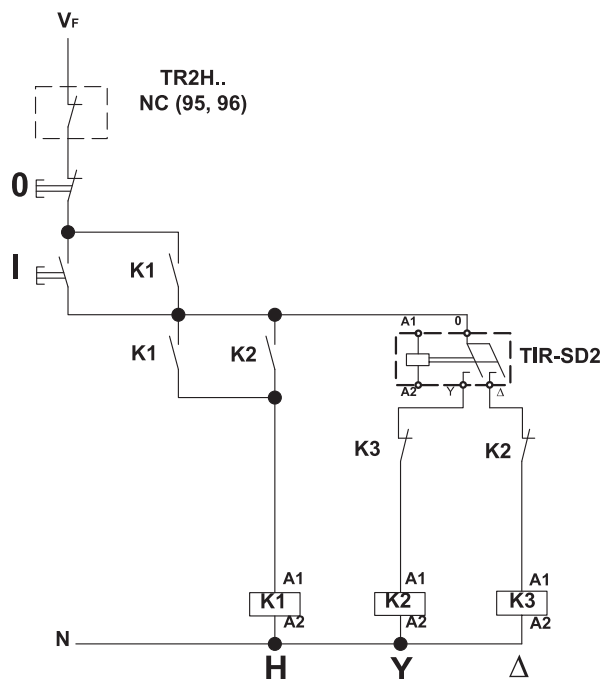 VF
TR2H..
NC (95, 96)
0
I
K1
K1
K2
A1
0
TIR-SD2
A2
Y
Δ
K3
K2
A1
K1
A2
A1
K2
A2
A1
K3
A2
N
H
Y
Δ